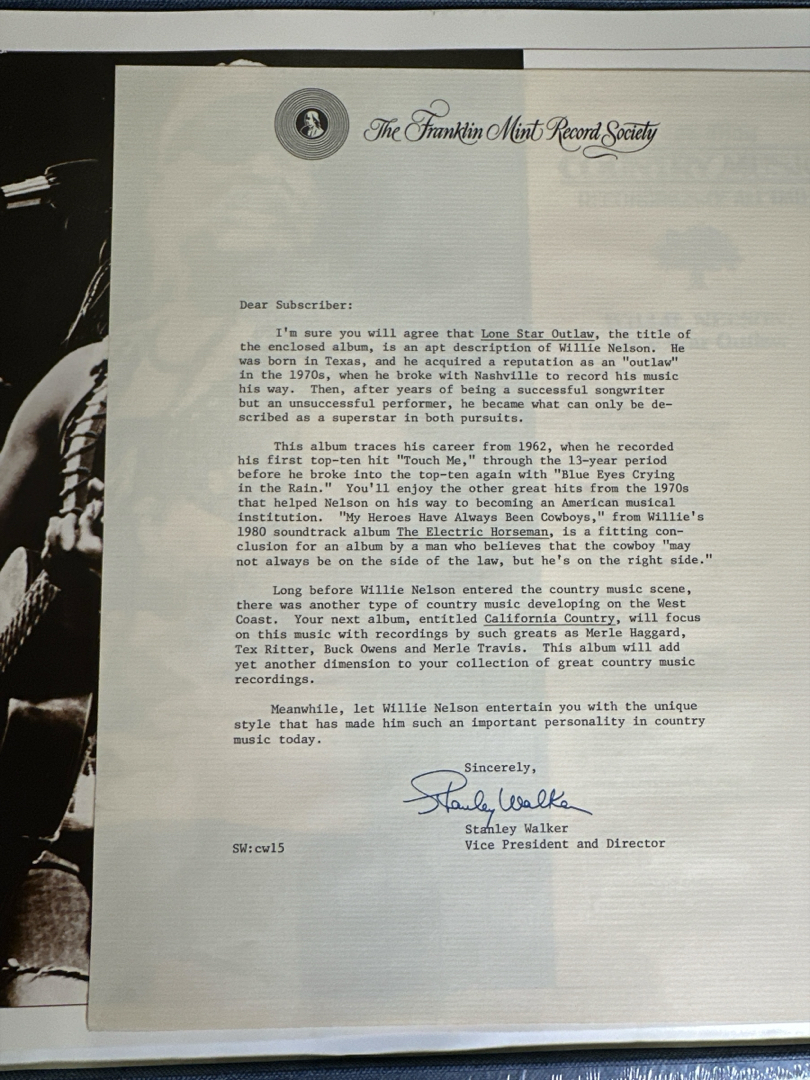 The Franklin Mint Record Society
Dear Subscriber:
I'm sure you will agree that Lone Star Outlaw, the title of
the enclosed album, is an apt description of Willie Nelson. He
was born in Texas, and he acquired a reputation as an "outlaw"
in the 1970s, when he broke with Nashville to record his music
his way. Then, after years of being a successful songwriter
but an unsuccessful performer, he became what can only be de-
scribed as a superstar in both pursuits.
This album traces his career from 1962, when he recorded
his first top-ten hit "Touch Me," through the 13-year period
before he broke into the top-ten again with "Blue Eyes Crying
in the Rain." You'll enjoy the other great hits from the 1970s
that helped Nelson on his way to becoming an American musical
institution. "My Heroes Have Always Been Cowboys," from Willie's
1980 soundtrack album The Electric Horseman, is a fitting con-
clusion for an album by a man who believes that the cowboy "may
not always be on the side of the law, but he's on the right side."
Long before Willie Nelson entered the country music scene,
there was another type of country music developing on the West
Coast. Your next album, entitled California Country, will focus
on this music with recordings by such greats as Merle Haggard,
Tex Ritter, Buck Owens and Merle Travis. This album will add
yet another dimension to your collection of great country music
recordings.
Meanwhile, let Willie Nelson entertain you with the unique
style that has made him such an important personality in country
music today.
Sincerely,
Stanley Walker
Stanley Walker
Vice President and Director
SW:cw15